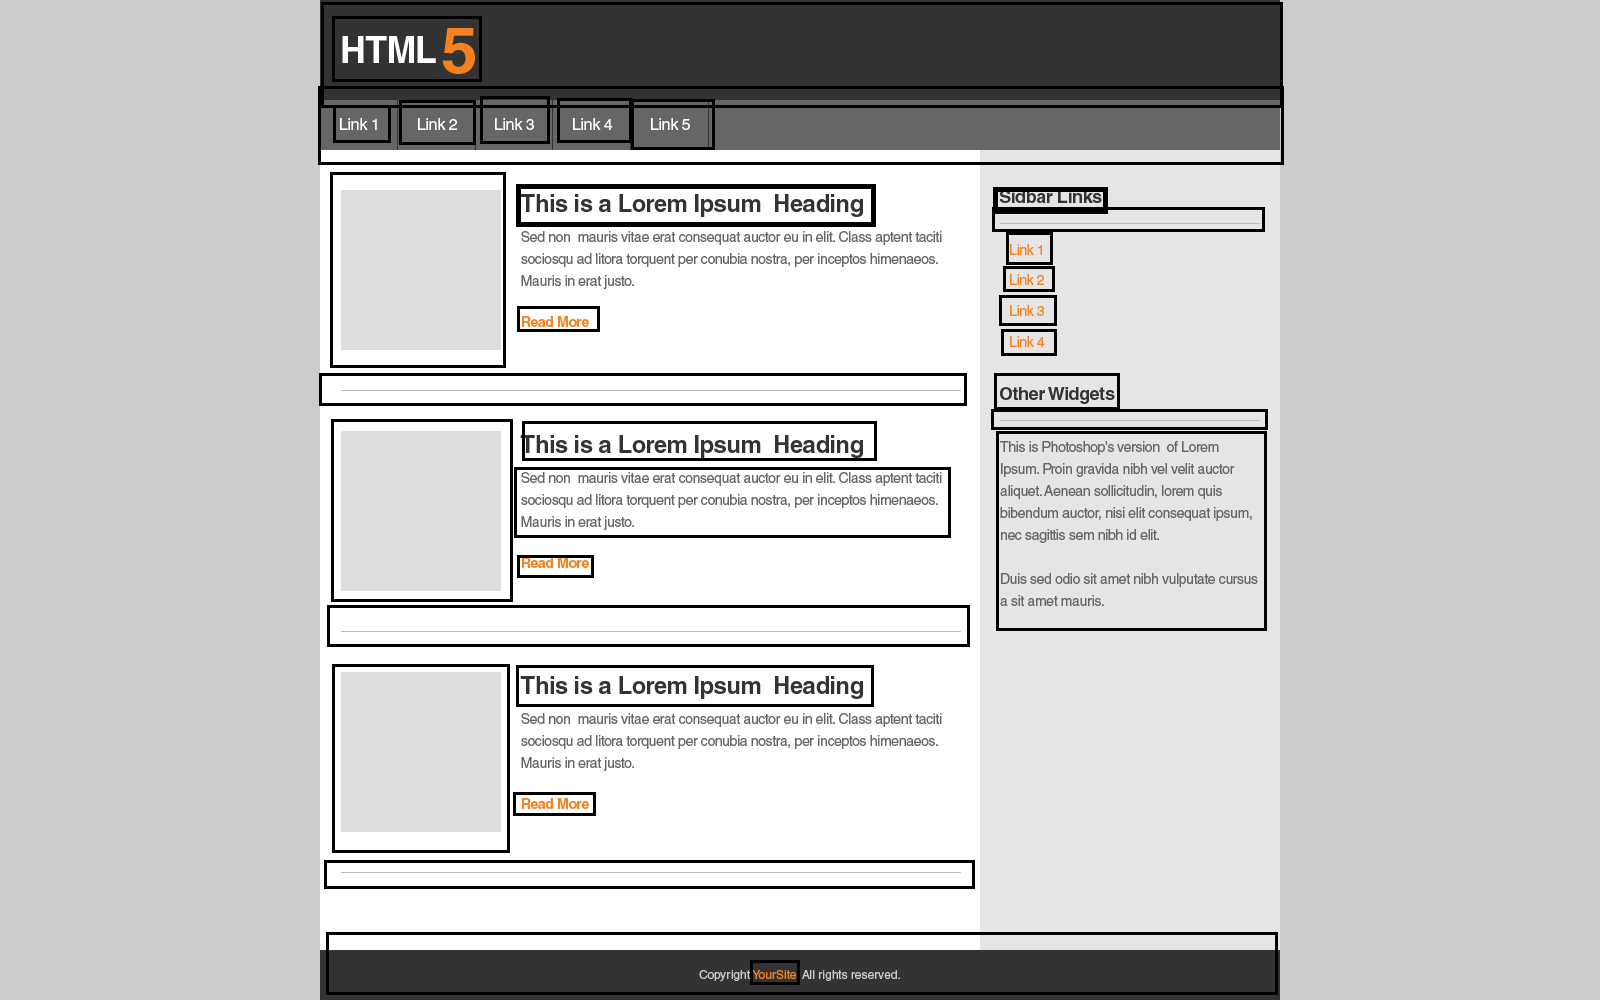 HTML 5
Link 1 Link 2 Link 3 Link 4 Link 5
This is a Lorem Ipsum Heading
Sed non mauris vitae erat consequat auctor eu in elit. Class aptent taciti
sociosqu ad litora torquent per conubia nostra, per inceptos himenaeos.
Mauris in erat justo.
Read More
This is a Lorem Ipsum Heading
Sed non mauris vitae erat consequat auctor eu in elit. Class aptent taciti
sociosqu ad litora torquent per conubia nostra, per inceptos himenaeos.
Mauris in erat justo.
Read More
This is a Lorem Ipsum Heading
Sed non mauris vitae erat consequat auctor eu in elit. Class aptent taciti
sociosqu ad litora torquent per conubia nostra, per inceptos himenaeos.
Mauris in erat justo.
Read More
Sidbar Links
Link 1
Link 2
Link 3
Link 4
Other Widgets
This is Photoshop's version of Lorem
Ipsum. Proin gravida nibh vel velit auctor
aliquet. Aenean sollicitudin, lorem quis
bibendum auctor, nisi elit consequat ipsum,
nec sagittis sem nibh id elit.
Duis sed odio sit amet nibh vulputate cursus
a sit amet mauris.
Copyright YourSite All rights reserved.